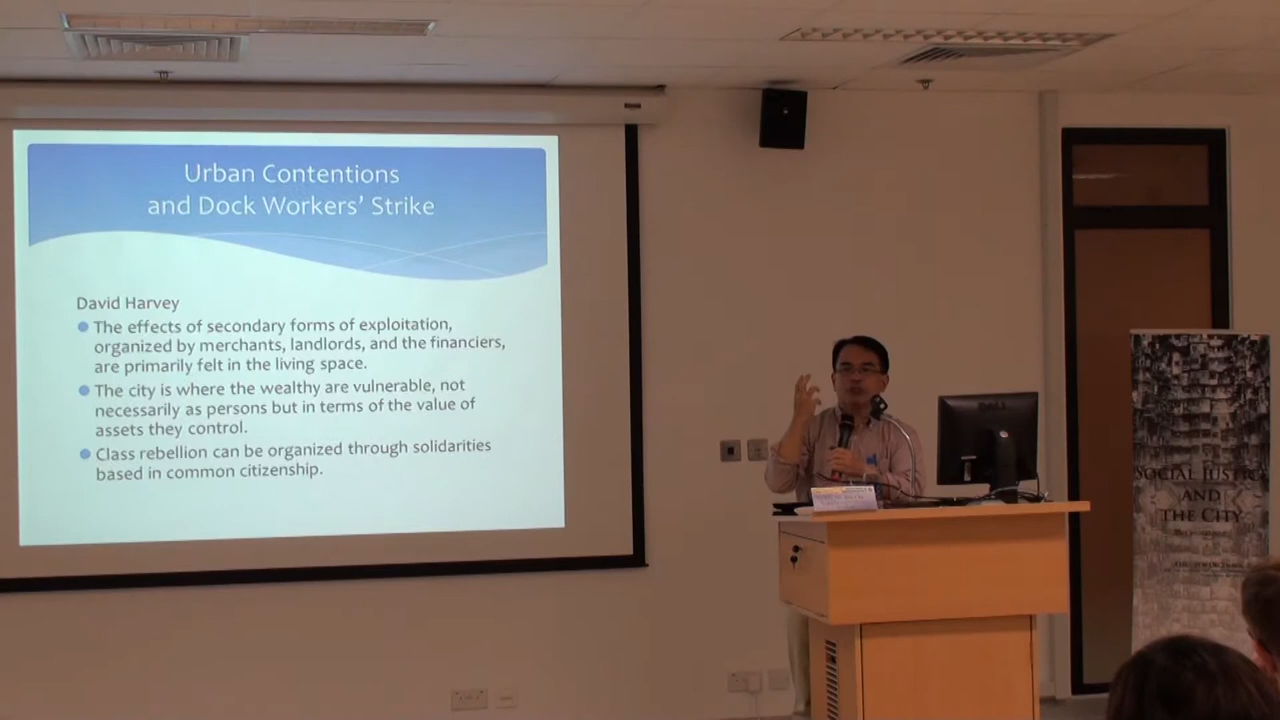 Urban Contentions
and Dock Workers' Strike
David Harvey
The effects of secondary forms of exploitation,
organized by merchants, landlords, and the financiers,
are primarily felt in the living space.
The city is where the wealthy are vulnerable, not
necessarily as persons but in terms of the value of
assets they control.
Class rebellion can be organized through solidarities
based in common citizenship.
DELL
SOCIAL JUSTICE
AND
THE CITY